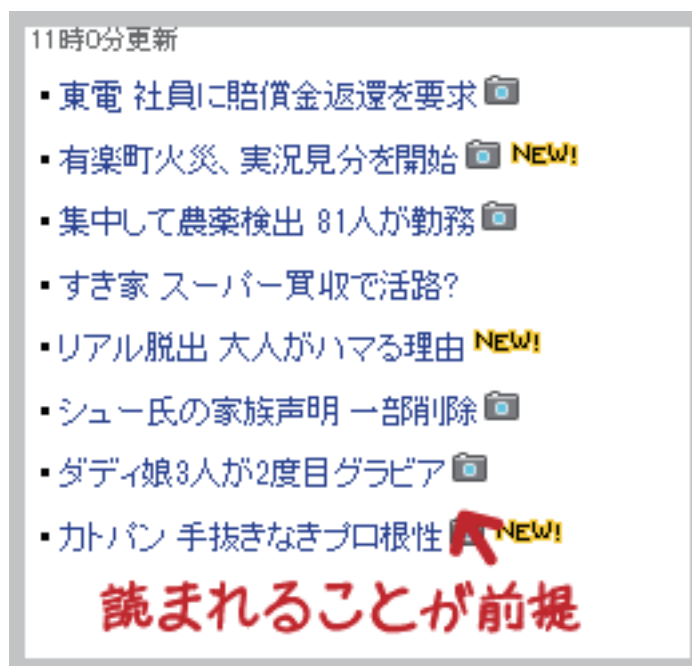 11時0分更新
東電 社員に賠償金返還を要求
有楽町火災、実況見分を開始 NEW!
集中して農薬検出 81人が勤務
すき家 スーパー買収で活路?
リアル脱出 大人がハマる理由 NEW!
シュー氏の家族声明 一部削除
ダディ娘3人が2度目グラビア
カトパン 手抜きなきプロ根性 NEW!
読まれることが前提